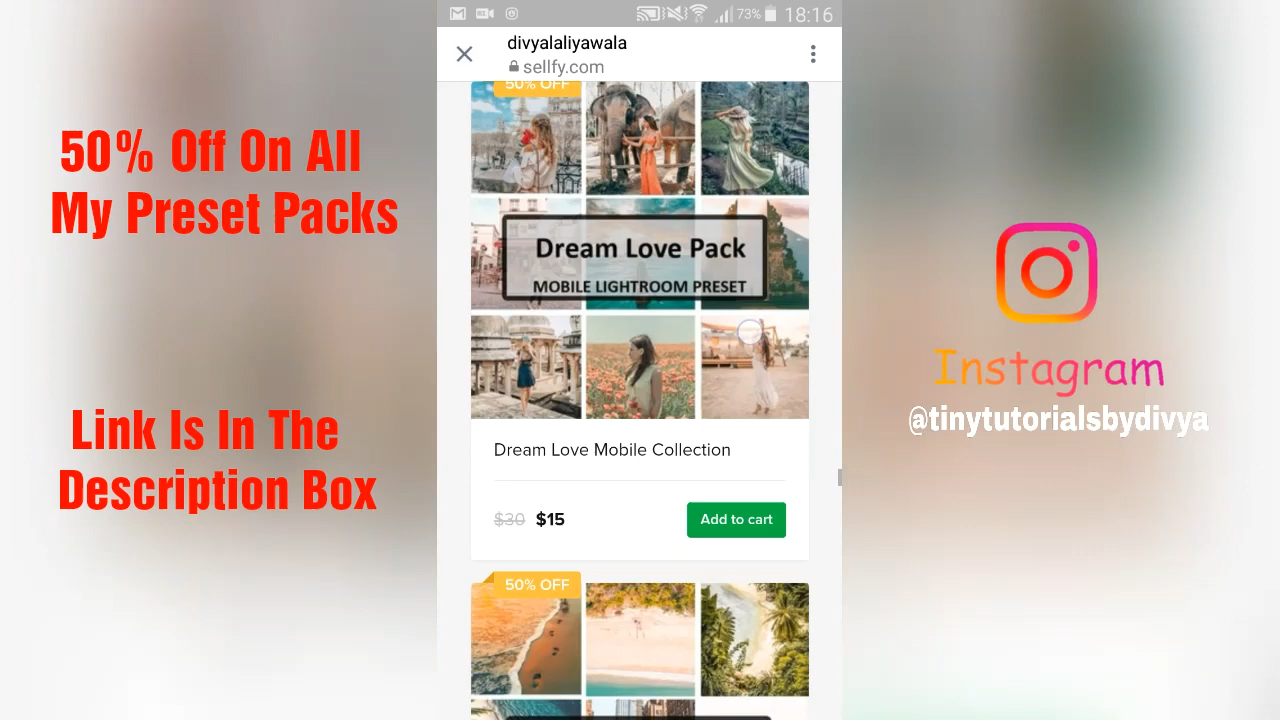 50% Off On All
My Preset Packs
Link Is In The
Description Box
73% 18:16
divyalaliyawala
sellfy.com
50% OFF
Dream Love Pack
MOBILE LIGHTROOM PRESET
Dream Love Mobile Collection
$30 $15
Add to cart
50% OFF
Instagram
@tinytutorialsbydivya